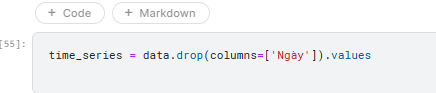 + Code + Markdown
[55]:
time_series = data.drop(columns=['Ngày']).values